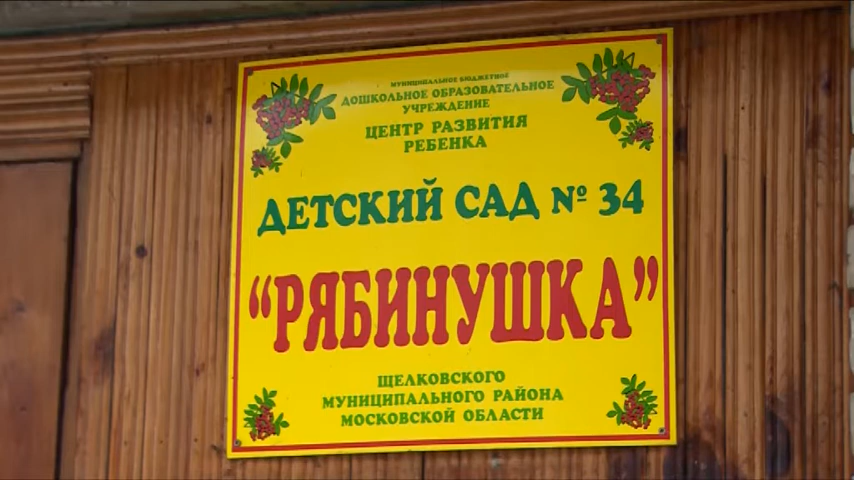 МУНИЦИПАЛЬНОЕ БЮДЖЕТНОЕ
ДОШКОЛЬНОЕ ОБРАЗОВАТЕЛЬНОЕ
УЧРЕЖДЕНИЕ
ЦЕНТР РАЗВИТИЯ
РЕБЕНКА
ДЕТСКИЙ САД № 34
“РЯБИНУШКА”
ЩЕЛКОВСКОГО
МУНИЦИПАЛЬНОГО РАЙОНА
МОСКОВСКОЙ ОБЛАСТИ